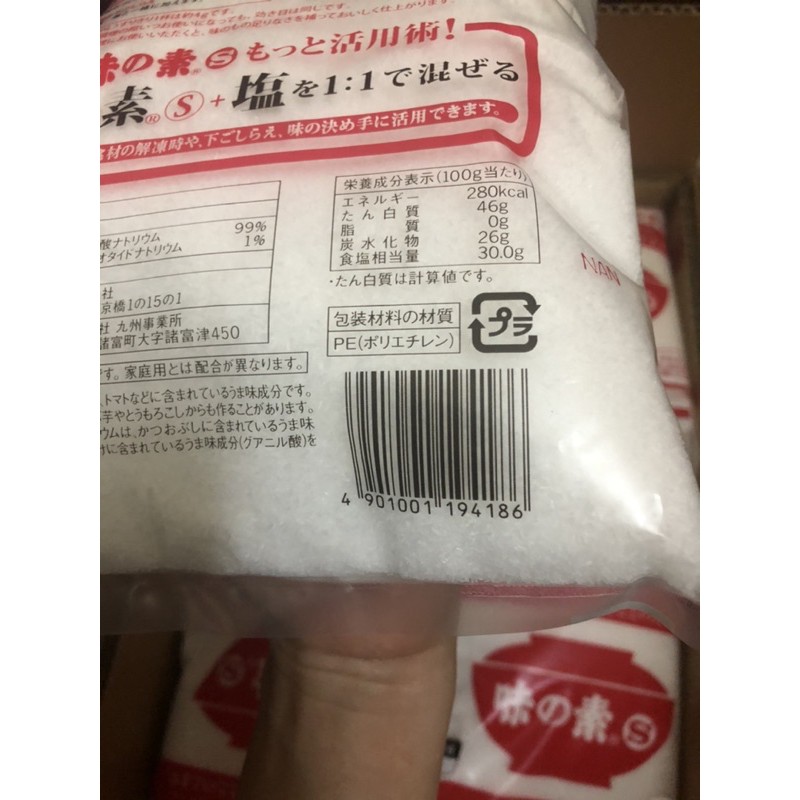 味の素®Ⓢもっと活用術!
素®Ⓢ+塩を1:1で混ぜる
食材の解凍時や、下ごしらえ、味の決め手に活用できます。
酸ナトリウム 99%
オタイドナトリウム 1%
社
京橋1の15の1
社 九州事業所
諸富町大字諸富津450
す。家庭用とは配合が異なります。
、トマトなどに含まれているうま味成分です。
芋やとうもろこしからも作ることがあります。
ウムは、かつおぶしに含まれているうま味
けに含まれているうま味成分(グアニル酸)を
栄養成分表示(100g当たり)
エネルギー 280kcal
たん白質 46g
脂質 0g
炭水化物 26g
食塩相当量 30.0g
・たん白質は計算値です。
包装材料の材質
PE(ポリエチレン)
プラ
4 901001 194186
NAN
味の素®Ⓢ